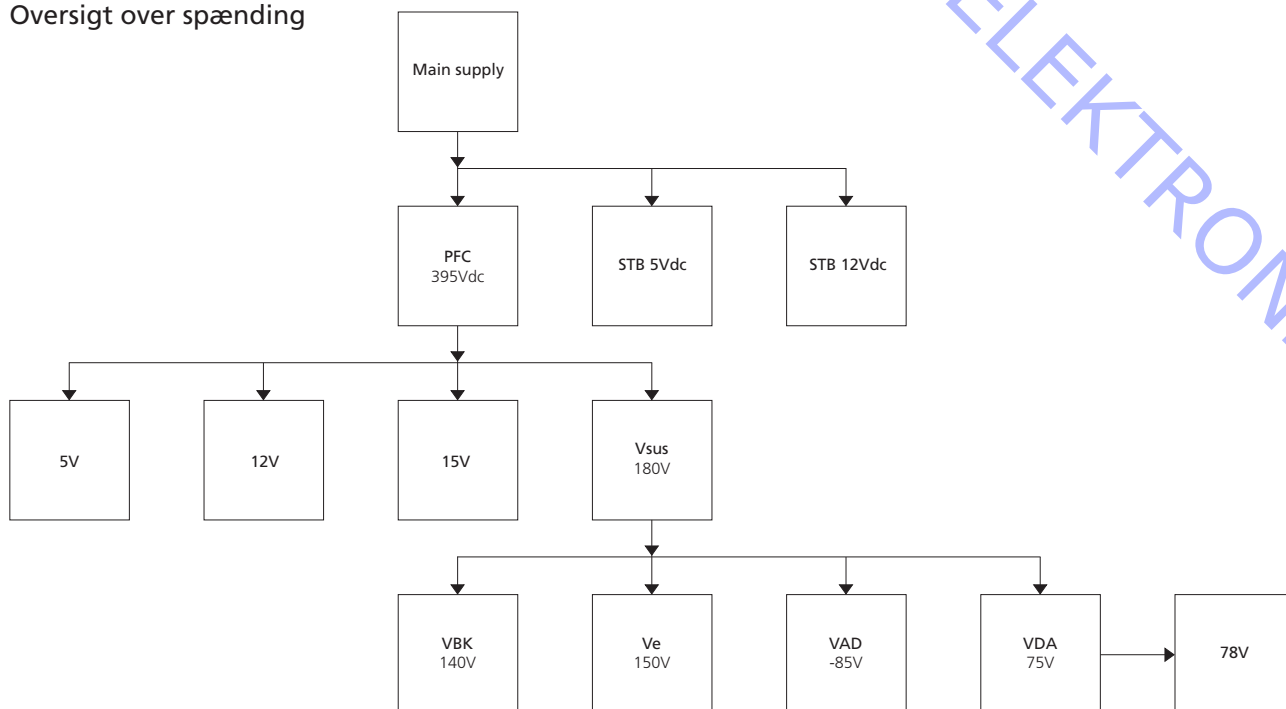 Oversigt over spænding
Main supply
PFC
395Vdc
STB 5Vdc
STB 12Vdc
5V
12V
15V
Vsus
180V
VBK
140V
Ve
150V
VAD
-85V
VDA
75V
78V
ELEKTRON